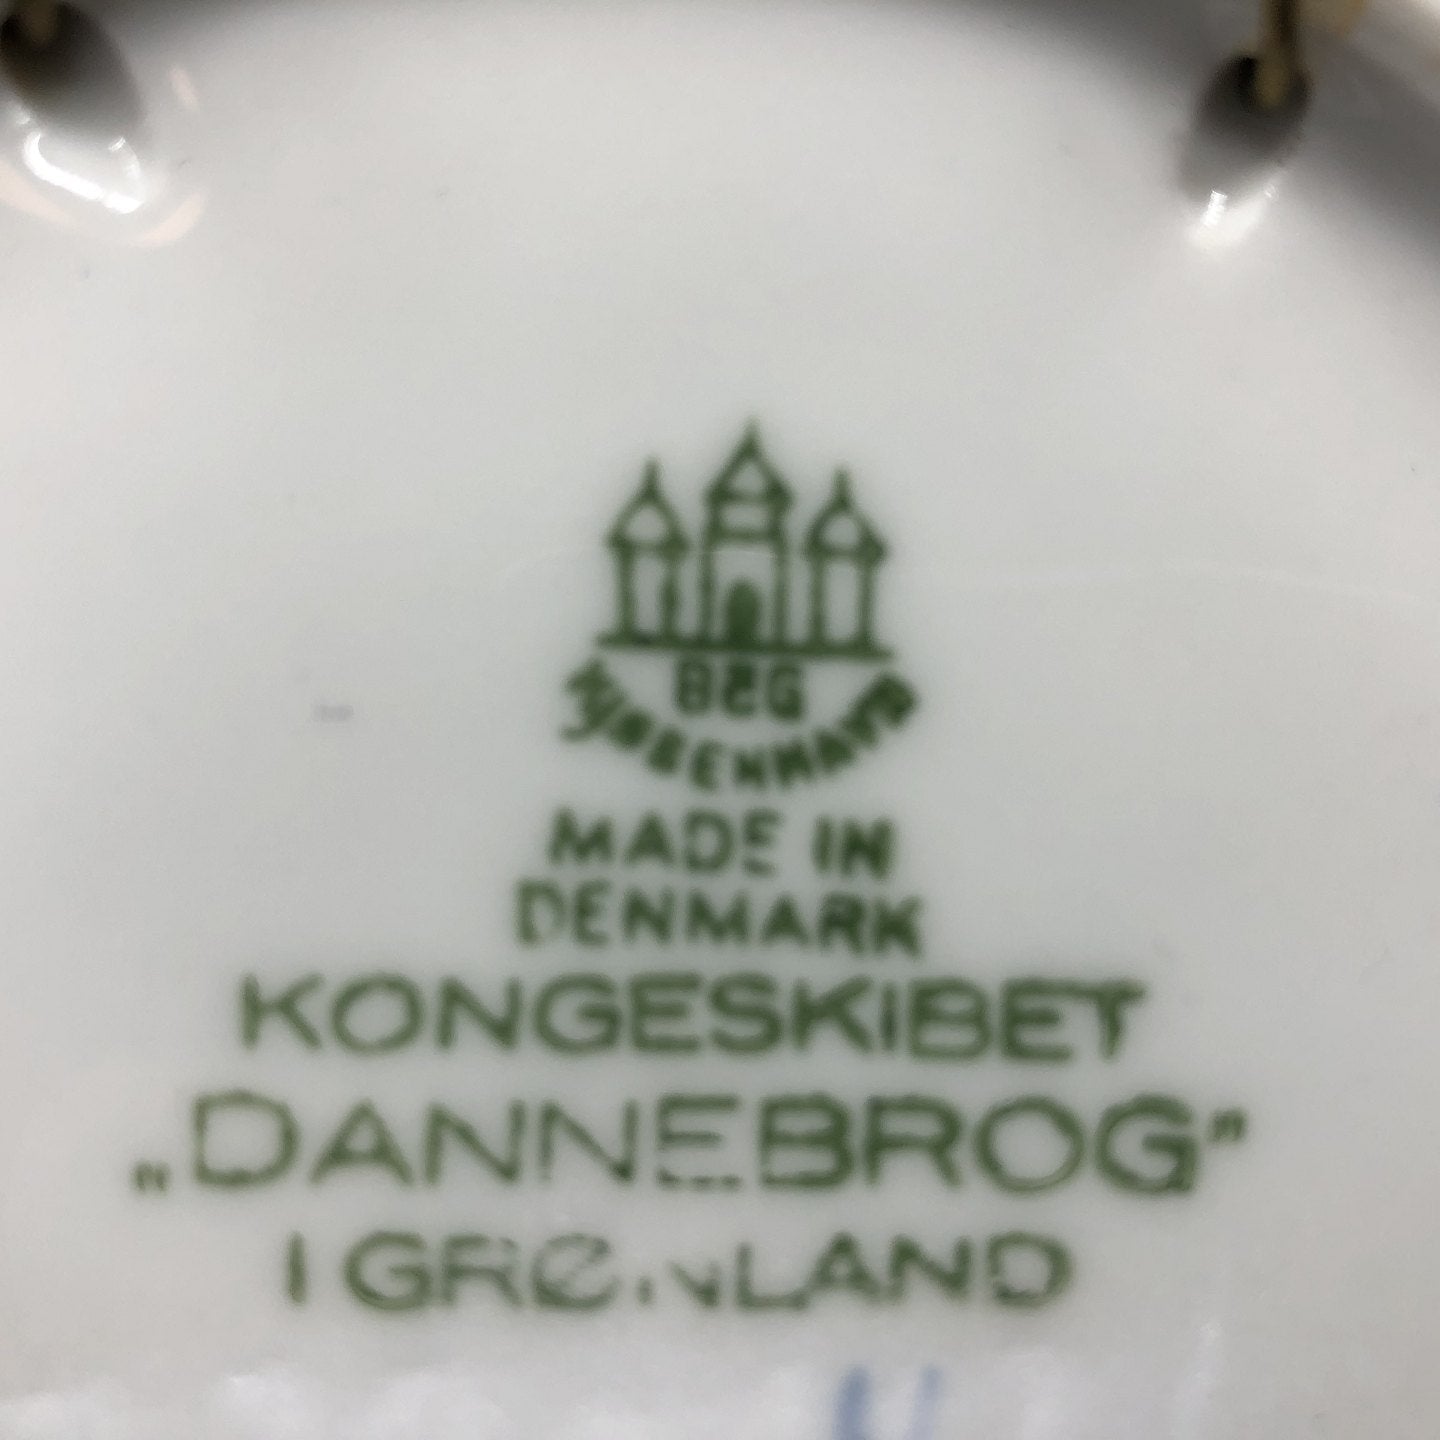 B&G
KJØBENHAVN
MADE IN
DENMARK
KONGESKIBET
„DANNEBROG”
I GRØNLAND